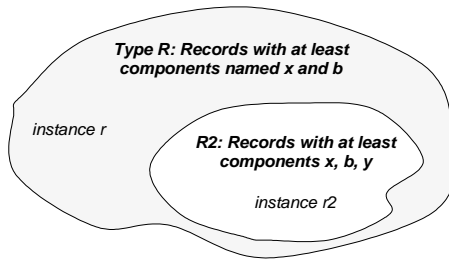 Type R: Records with at least
components named x and b
instance r
R2: Records with at least
components x, b, y
instance r2